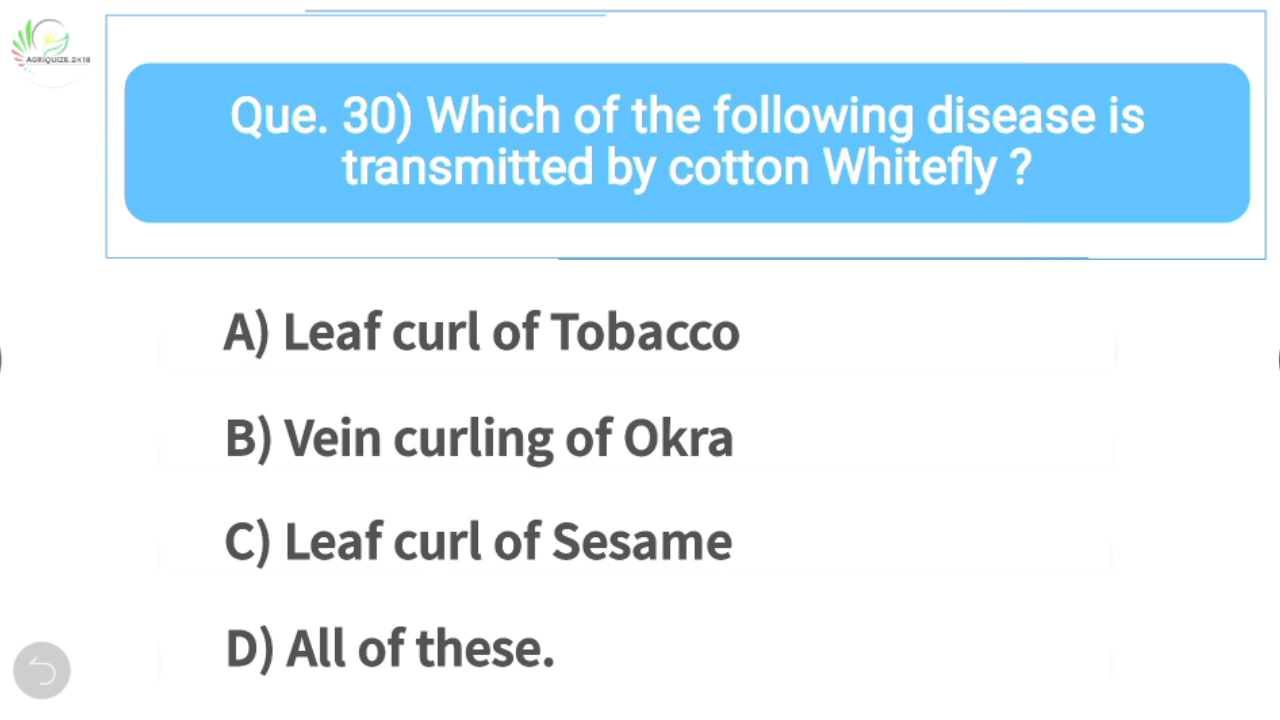 AGRIQUIZE.2K18
Que. 30) Which of the following disease is
transmitted by cotton Whitefly ?
A) Leaf curl of Tobacco
B) Vein curling of Okra
C) Leaf curl of Sesame
D) All of these.